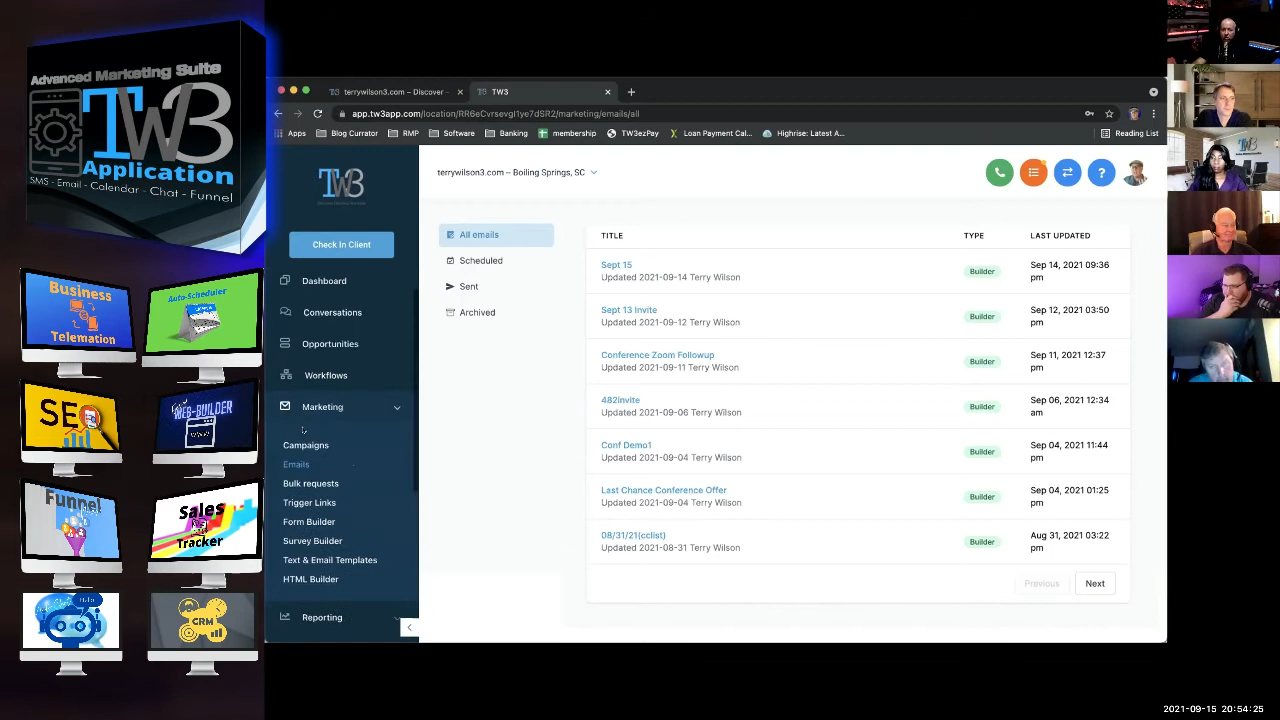 Advanced Marketing Suite
TW3
Application
SMS - Email - Calendar - Chat - Funnel
Business
Telemation
Auto-Scheduler
SEO
WEB-BUILDER
WWW
Funnel
Sales
Tracker
Help
CRM
terrywilson3.com – Discover
TW3
app.tw3app.com/location/RR6eCvrsevgl1ye7dSR2/marketing/emails/all
Apps
Blog Currator
RMP
Software
Banking
membership
TW3ezPay
Loan Payment Cal...
Highrise: Latest A...
Reading List
TW3
Check In Client
Dashboard
Conversations
Opportunities
Workflows
Marketing
Campaigns
Emails
Bulk requests
Trigger Links
Form Builder
Survey Builder
Text & Email Templates
HTML Builder
Reporting
terrywilson3.com – Boiling Springs, SC
All emails
Scheduled
Sent
Archived
TITLE TYPE LAST UPDATED
Sept 15
Updated 2021-09-14 Terry Wilson
Builder
Sep 14, 2021 09:36
pm
Sept 13 Invite
Updated 2021-09-12 Terry Wilson
Builder
Sep 12, 2021 03:50
pm
Conference Zoom Followup
Updated 2021-09-11 Terry Wilson
Builder
Sep 11, 2021 12:37
pm
482invite
Updated 2021-09-06 Terry Wilson
Builder
Sep 06, 2021 12:34
am
Conf Demo1
Updated 2021-09-04 Terry Wilson
Builder
Sep 04, 2021 11:44
pm
Last Chance Conference Offer
Updated 2021-09-04 Terry Wilson
Builder
Sep 04, 2021 01:25
pm
08/31/21(cclist)
Updated 2021-08-31 Terry Wilson
Builder
Aug 31, 2021 03:22
pm
Previous
Next
TW3
2021-09-15 20:54:25